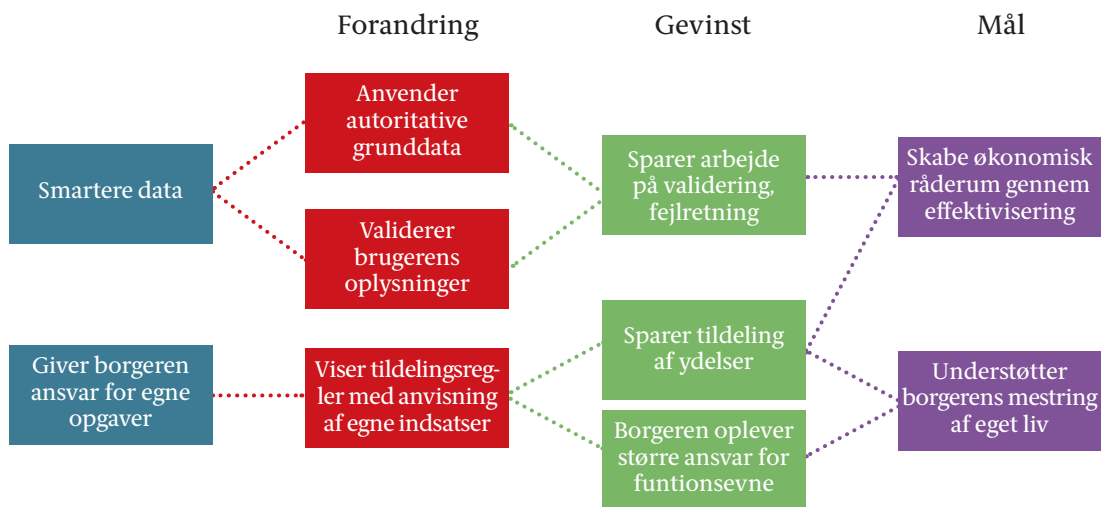 Forandring
Gevinst
Mål
Smartere data
Anvender
autoritative
grunddata
Validerer
brugerens
oplysninger
Sparer arbejde
på validering,
fejlretning
Skabe økonomisk
råderum gennem
effektivisering
Giver borgeren
ansvar for egne
opgaver
Viser tildelingsreg-
ler med anvisning
af egne indsatser
Sparer tildeling
af ydelser
Borgeren oplever
større ansvar for
funtionsevne
Understøtter
borgerens mestring
af eget liv